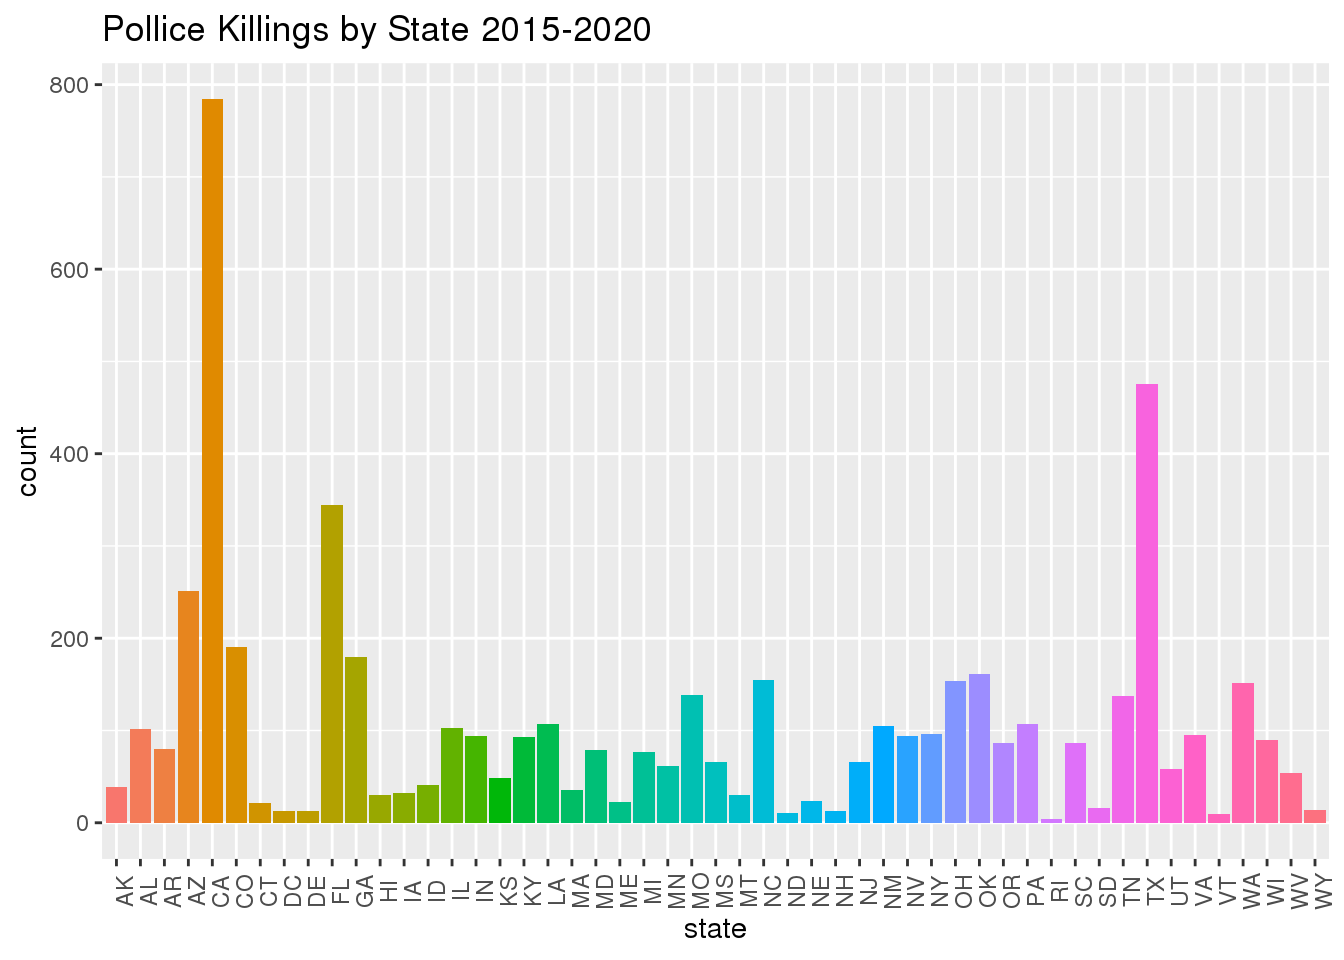 Pollice Killings by State 2015-2020
800
600
400
200
0
count
AK AL AR AZ CA CO CT DC DE FL GA HI IA ID IL IN KS KY LA MA MD ME MI MN MO MS MT NC ND NE NH NJ NM NV NY OH OK OR PA RI SC SD TN TX UT VA VT WA WI WV WY
state